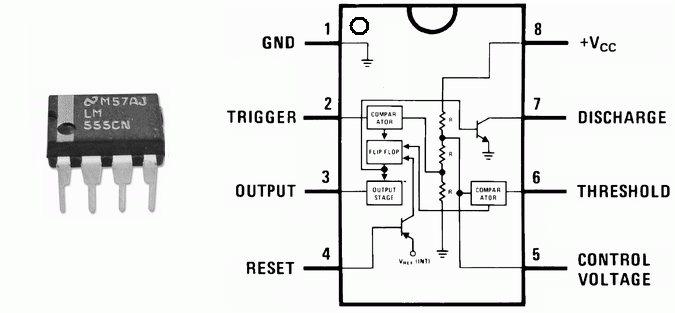 M57AJ
LM
555CN
1
GND
2
TRIGGER
3
OUTPUT
4
RESET
8
+VCC
7
DISCHARGE
6
THRESHOLD
5
CONTROL
VOLTAGE
COMPAR
ATOR
FLIP FLOP
OUTPUT
STAGE
R
R
R
COMPAR
ATOR
VREF (INT)